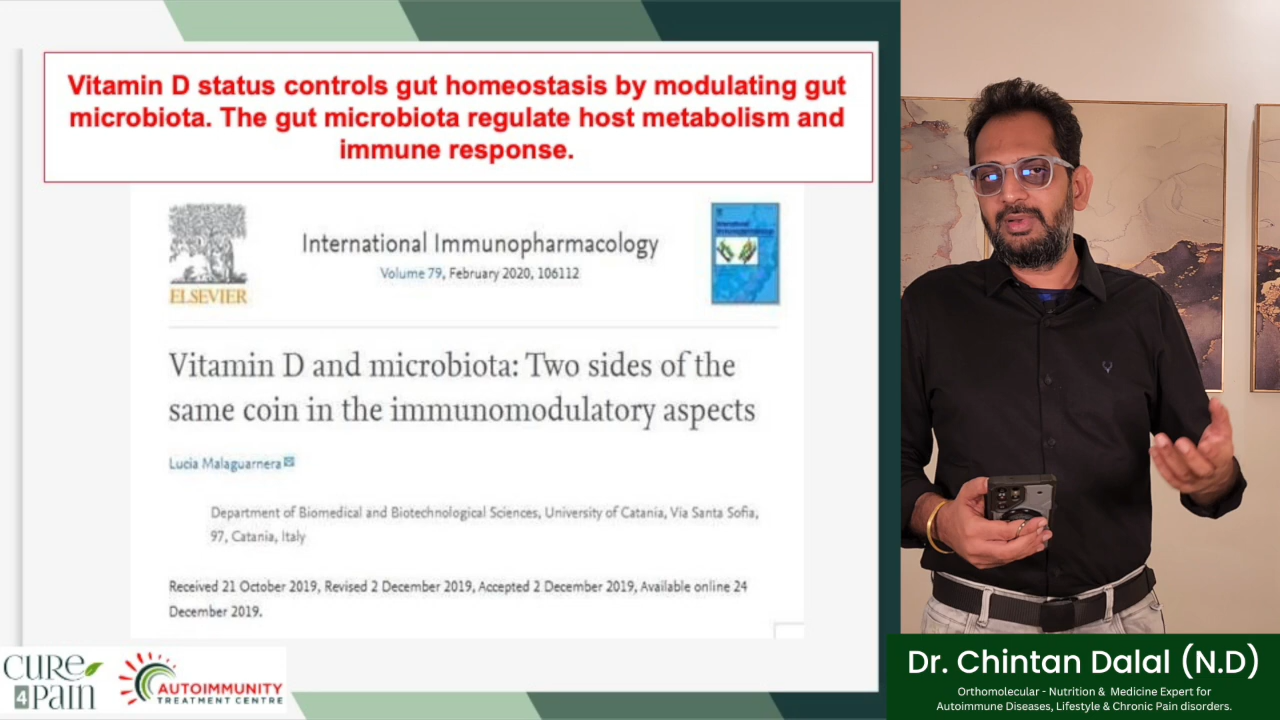 Vitamin D status controls gut homeostasis by modulating gut
microbiota. The gut microbiota regulate host metabolism and
immune response.
ELSEVIER
International Immunopharmacology
Volume 79, February 2020, 106112
Vitamin D and microbiota: Two sides of the
same coin in the immunomodulatory aspects
Lucia Malaguarnera
Department of Biomedical and Biotechnological Sciences, University of Catania, Via Santa Sofia,
97, Catania, Italy
Received 21 October 2019, Revised 2 December 2019, Accepted 2 December 2019, Available online 24
December 2019.
CURE
4 PaiN
AUTOIMMUNITY
TREATMENT CENTRE
Dr. Chintan Dalal (N.D)
Orthomolecular - Nutrition & Medicine Expert for
Autoimmune Diseases, Lifestyle & Chronic Pain disorders.